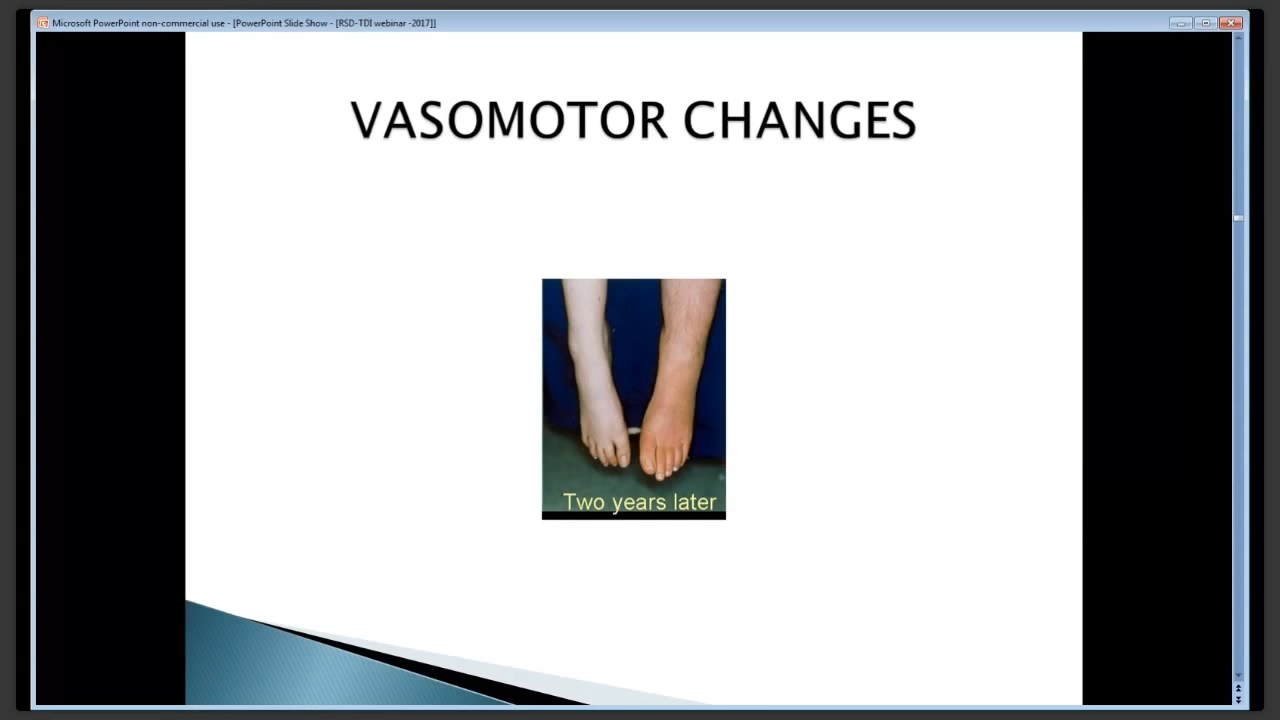 Microsoft PowerPoint non-commercial use - [PowerPoint Slide Show - [RSD-TDI webinar -2017]]
VASOMOTOR CHANGES
Two years later